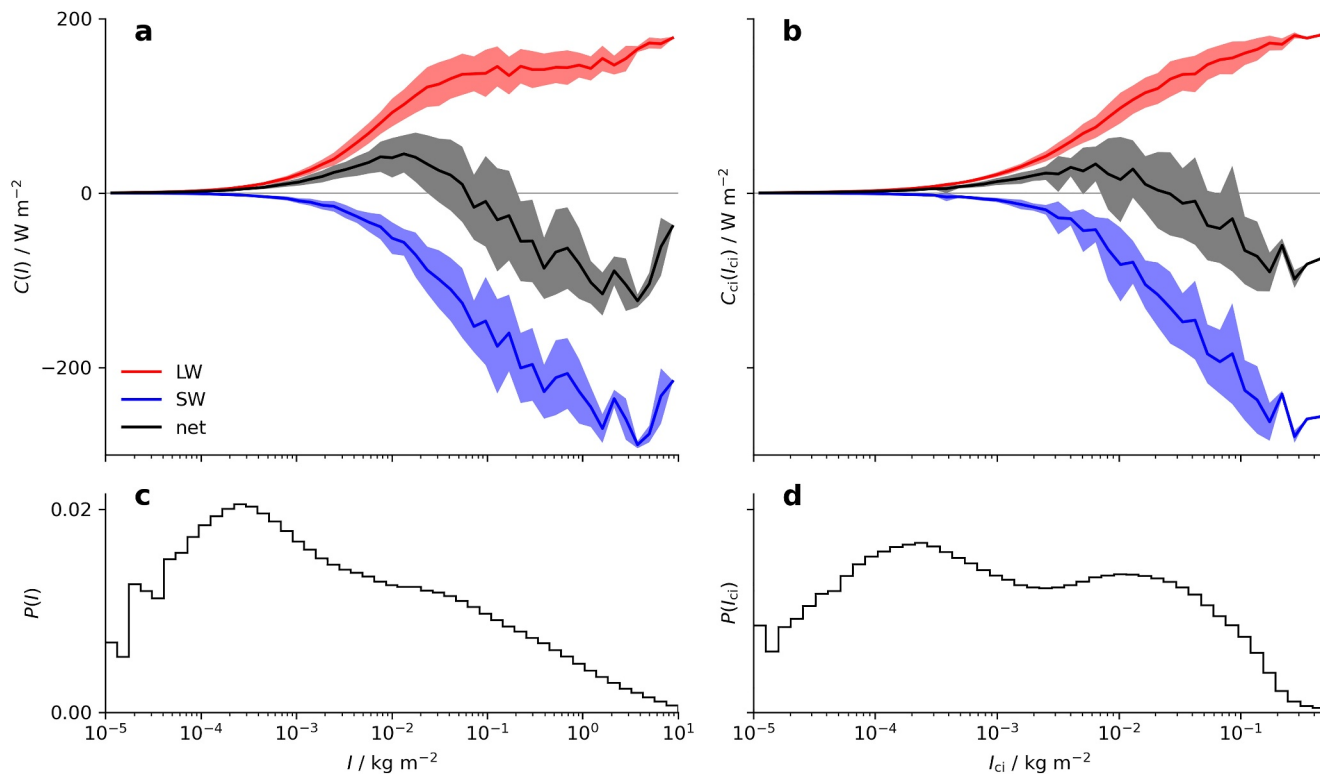 a
b
200
0
−200
C(I) / W m⁻²
C_ci(I_ci) / W m⁻²
LW
SW
net
c
d
0.02
0.00
P(I)
P(I_ci)
10⁻⁵ 10⁻⁴ 10⁻³ 10⁻² 10⁻¹ 10⁰ 10¹
I / kg m⁻²
10⁻⁵ 10⁻⁴ 10⁻³ 10⁻² 10⁻¹
I_ci / kg m⁻²